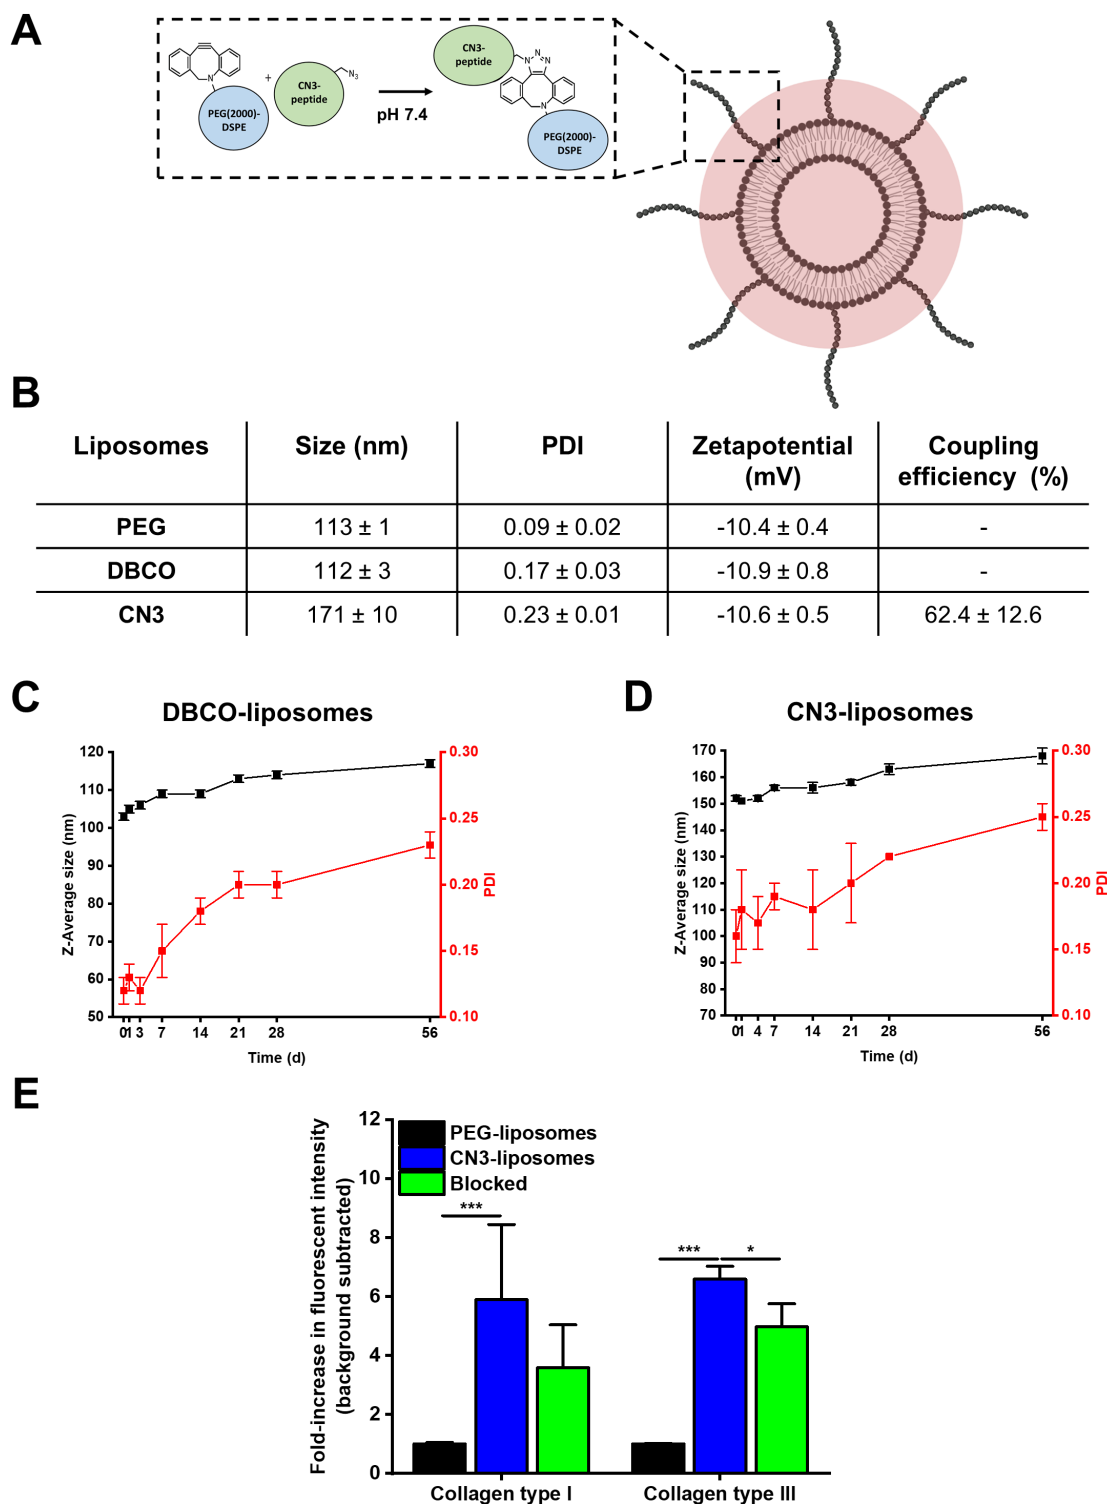 A
N
+
CN3-
peptide
N₃
PEG(2000)-
DSPE
pH 7.4
CN3-
peptide
N
N
N
N
PEG(2000)-
DSPE
B
Liposomes Size (nm) PDI Zetapotential (mV) Coupling efficiency (%)
PEG 113 ± 1 0.09 ± 0.02 -10.4 ± 0.4 -
DBCO 112 ± 3 0.17 ± 0.03 -10.9 ± 0.8 -
CN3 171 ± 10 0.23 ± 0.01 -10.6 ± 0.5 62.4 ± 12.6
C
DBCO-liposomes
120
110
100
90
80
70
60
50
Z-Average size (nm)
0.30
0.25
0.20
0.15
0.10
PDI
0 1 3 7 14 21 28 56
Time (d)
D
CN3-liposomes
170
160
150
140
130
120
110
100
90
80
70
Z-Average size (nm)
0.30
0.25
0.20
0.15
0.10
PDI
0 1 4 7 14 21 28 56
Time (d)
E
12
10
8
6
4
2
0
Fold-increase in fluorescent intensity
(background subtracted)
PEG-liposomes
CN3-liposomes
Blocked
***
*** *
Collagen type I Collagen type III